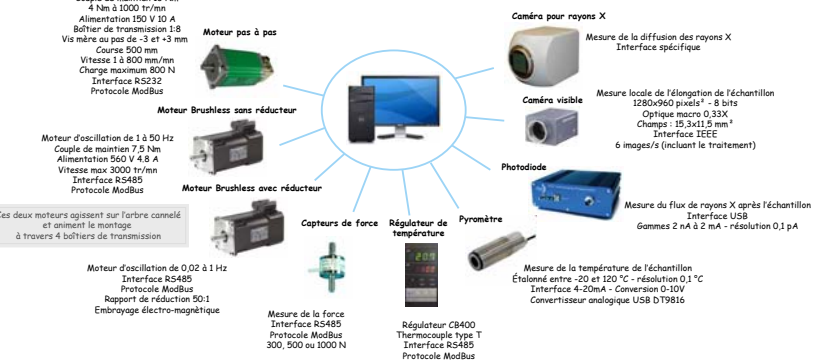 4 Nm à 1000 tr/mn
Alimentation 150 V 10 A
Boîtier de transmission 1:8
Vis mère au pas de -3 et +3 mm
Course 500 mm
Vitesse 1 à 800 mm/mn
Charge maximum 800 N
Interface RS232
Protocole ModBus
Moteur pas à pas
Caméra pour rayons X
Mesure de la diffusion des rayons X
Interface spécifique
Caméra visible
Mesure locale de l'élongation de l'échantillon
1280x960 pixels² - 8 bits
Optique macro 0,33X
Champs : 15,3x11,5 mm²
Interface IEEE
6 images/s (incluant le traitement)
Moteur Brushless sans réducteur
Moteur d'oscillation de 1 à 50 Hz
Couple de maintien 7,5 Nm
Alimentation 560 V 4.8 A
Vitesse max 3000 tr/mn
Interface RS485
Protocole ModBus
Photodiode
Mesure du flux de rayons X après l'échantillon
Interface USB
Gammes 2 nA à 2 mA - résolution 0,1 pA
Moteur Brushless avec réducteur
Ces deux moteurs agissent sur l'arbre cannelé
et animent le montage
à travers 4 boîtiers de transmission
Moteur d'oscillation de 0,02 à 1 Hz
Interface RS485
Protocole ModBus
Rapport de réduction 50:1
Embrayage électro-magnètique
Capteurs de force
Mesure de la force
Interface RS485
Protocole ModBus
300, 500 ou 1000 N
Régulateur de
température
Régulateur CB400
Thermocouple type T
Interface RS485
Protocole ModBus
Pyromètre
Mesure de la température de l'échantillon
Étalonné entre -20 et 120 °C - résolution 0,1 °C
Interface 4-20mA - Conversion 0-10V
Convertisseur analogique USB DT9816